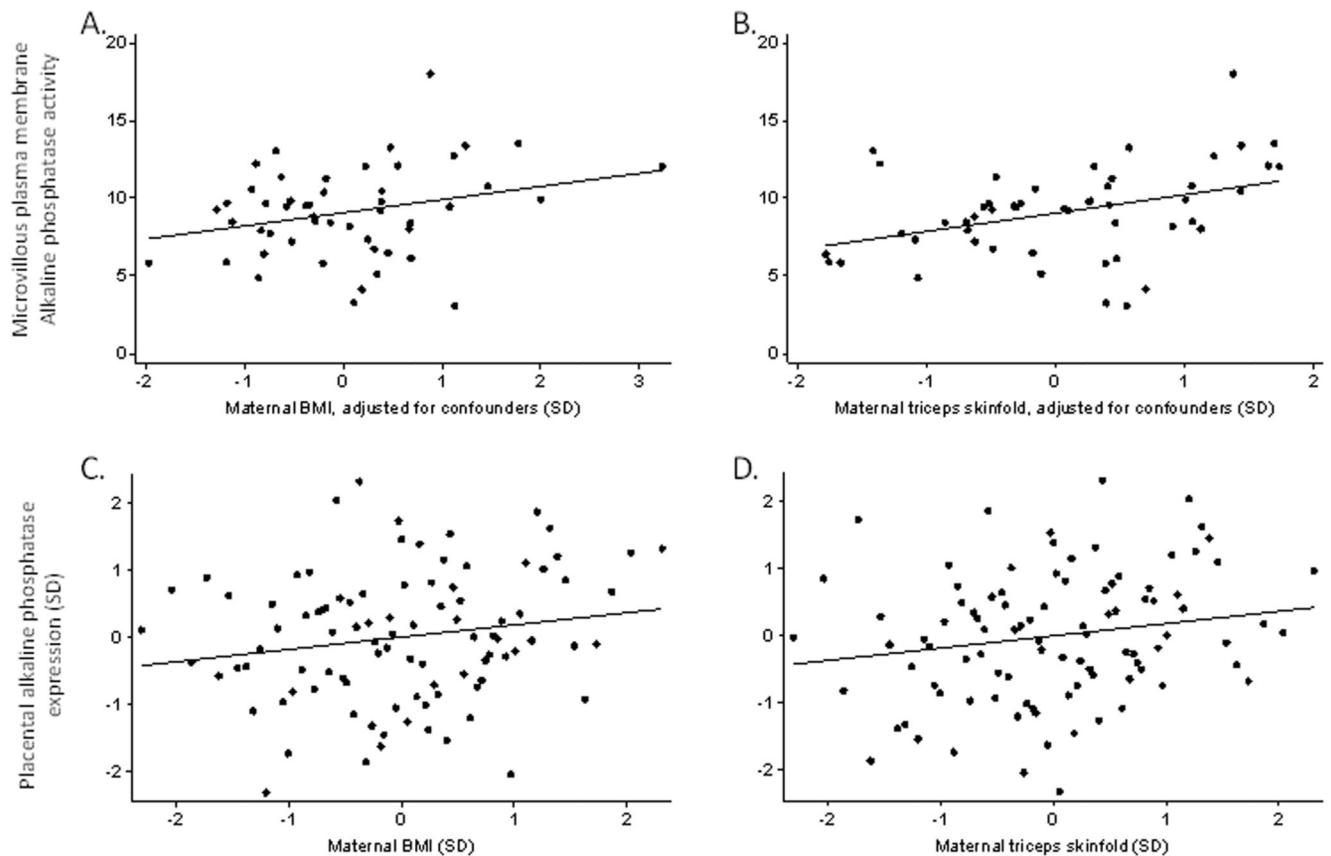 A.
B.
Microvillous plasma membrane
Alkaline phosphatase activity
20
15
10
5
0
-2 -1 0 1 2 3
Maternal BMI, adjusted for confounders (SD)
20
15
10
5
0
-2 -1 0 1 2
Maternal triceps skinfold, adjusted for confounders (SD)
C.
D.
Placental alkaline phosphatase
expression (SD)
2
1
0
-1
-2
-2 -1 0 1 2
Maternal BMI (SD)
2
1
0
-1
-2
-2 -1 0 1 2
Maternal triceps skinfold (SD)